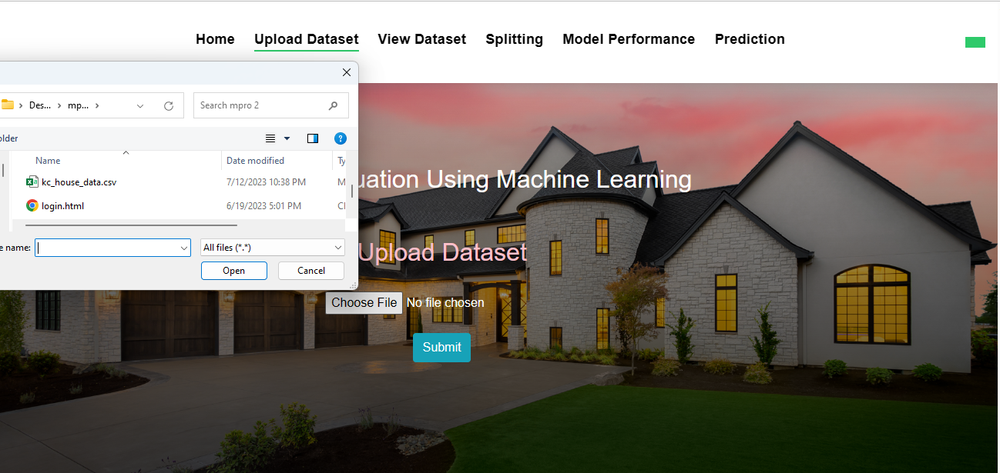 Home Upload Dataset View Dataset Splitting Model Performance Prediction
Des... mp... Search mpro 2
older
Name Date modified Ty
kc_house_data.csv 7/12/2023 10:38 PM M
login.html 6/19/2023 5:01 PM
uation Using Machine Learning
e name: All files (*.*)
Upload Dataset
Open Cancel
Choose File No file chosen
Submit